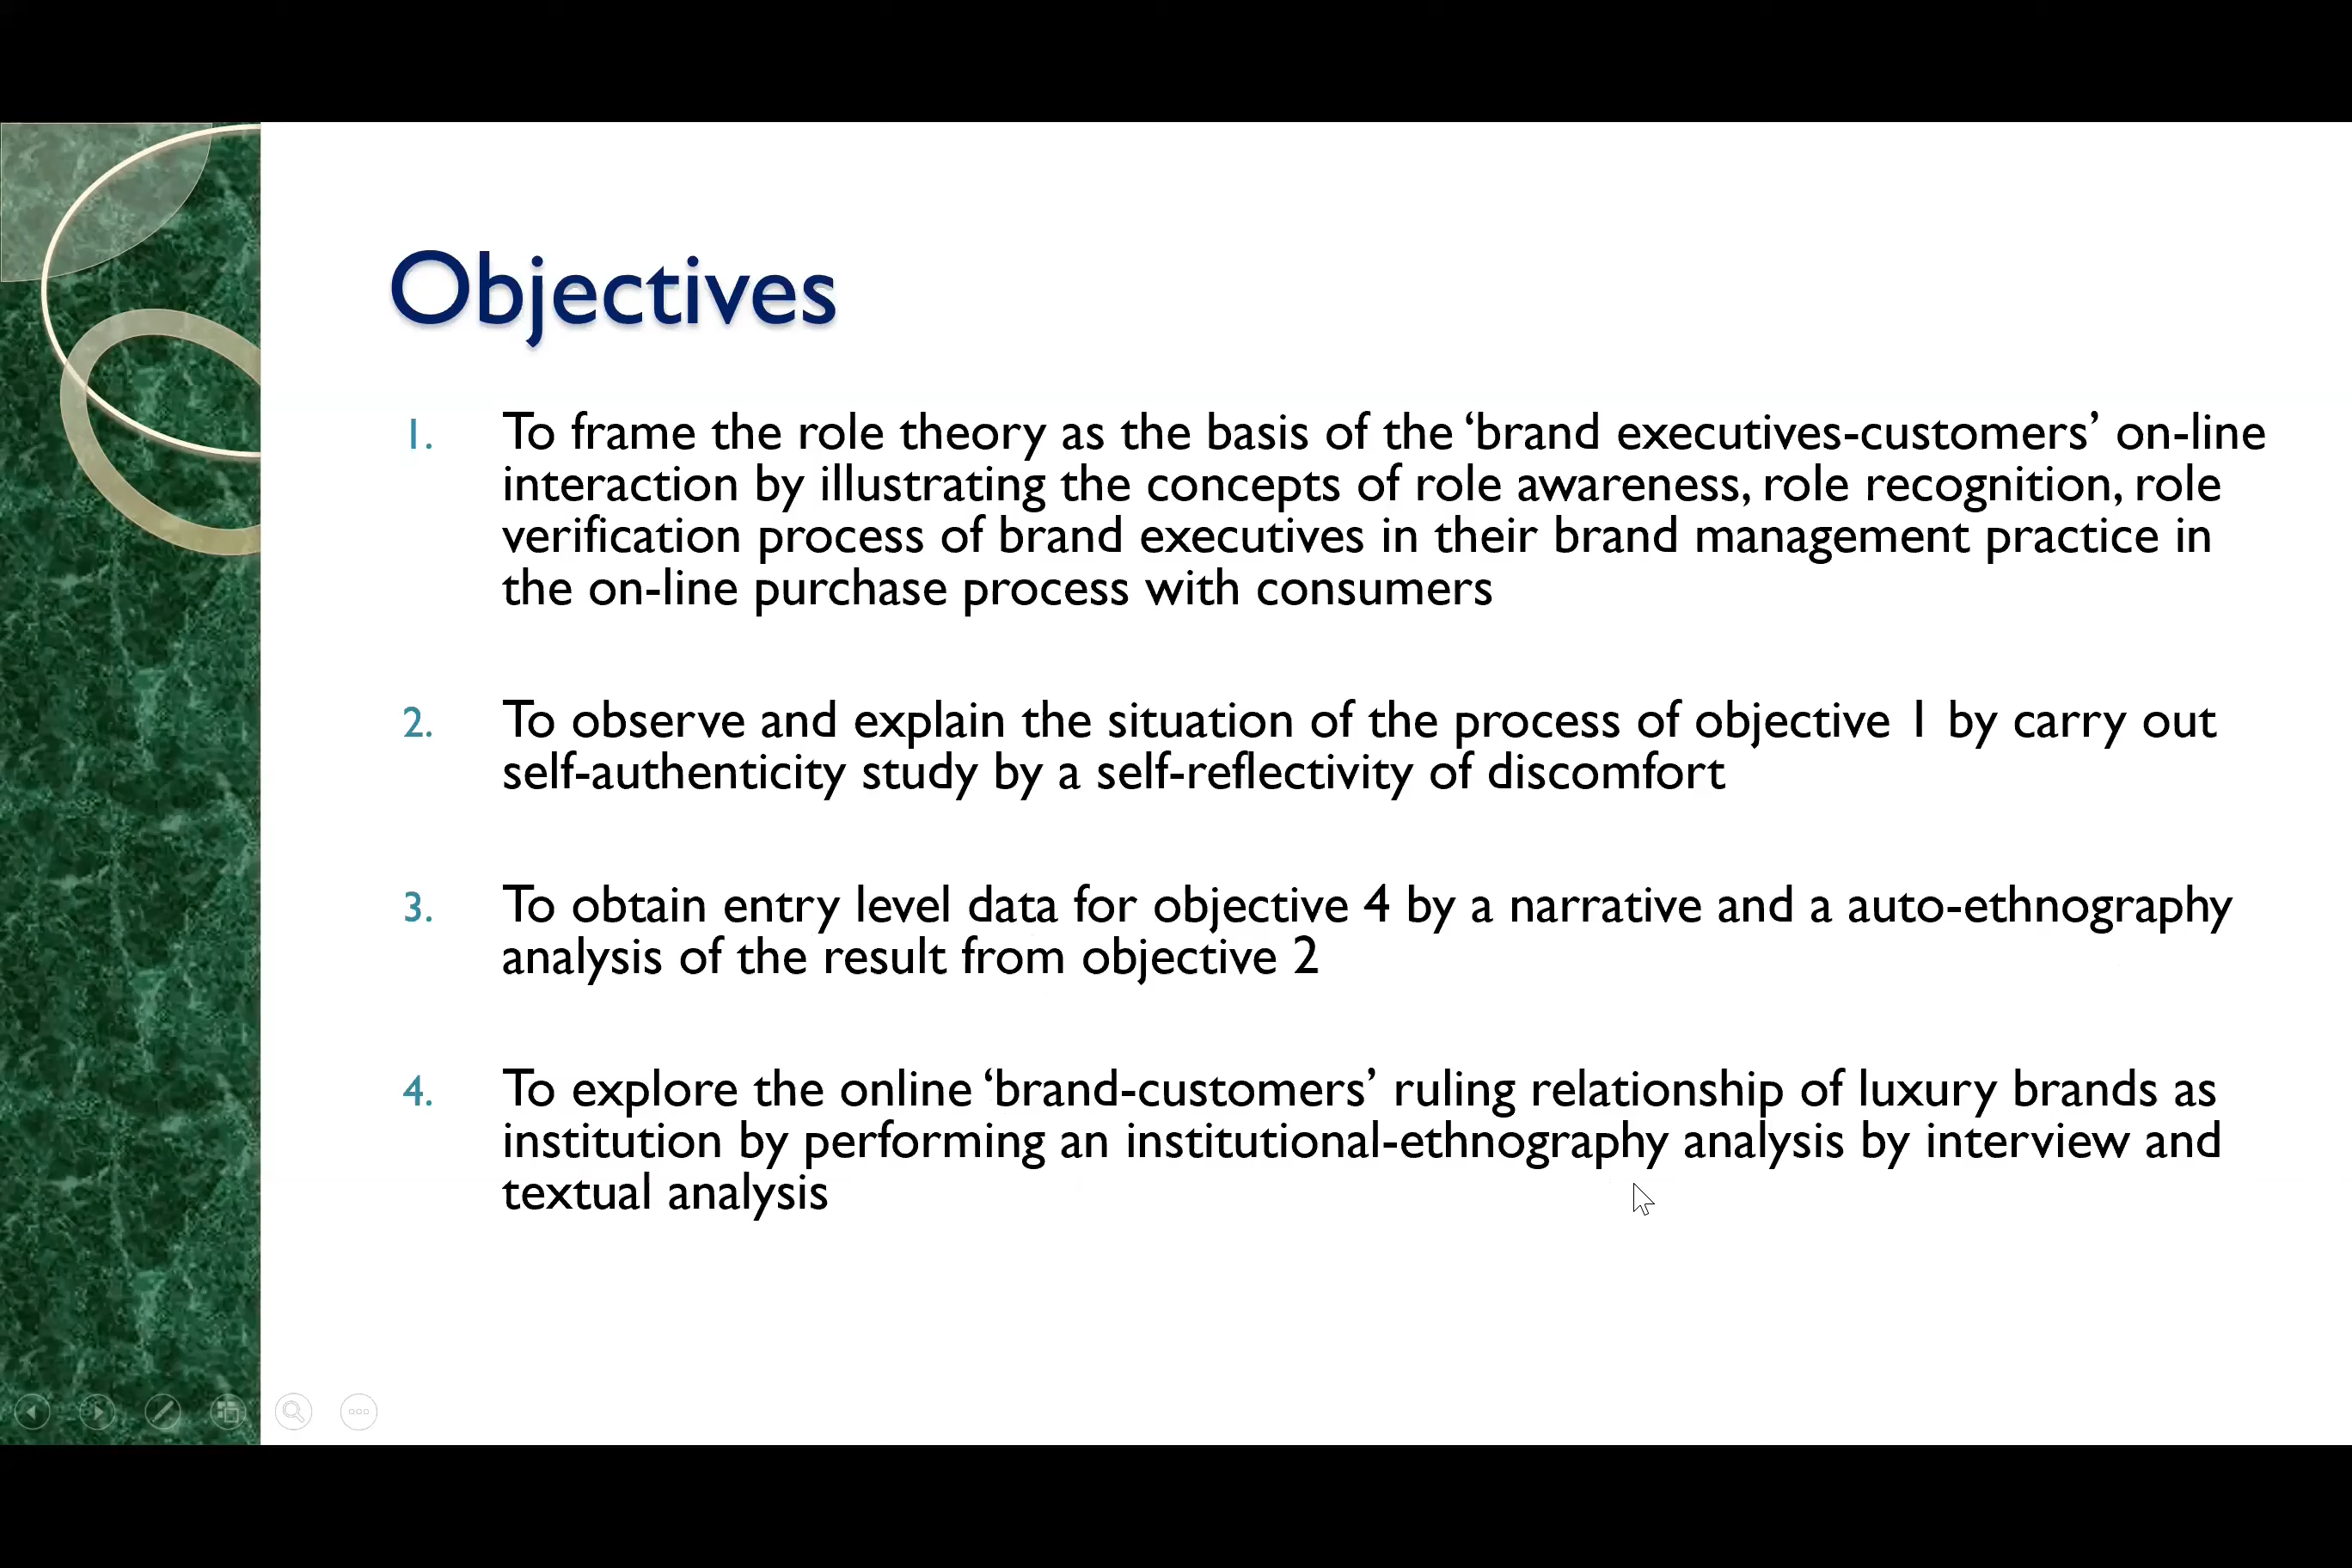 Objectives
1. To frame the role theory as the basis of the ‘brand executives-customers’ on-line
interaction by illustrating the concepts of role awareness, role recognition, role
verification process of brand executives in their brand management practice in
the on-line purchase process with consumers
2. To observe and explain the situation of the process of objective 1 by carry out
self-authenticity study by a self-reflectivity of discomfort
3. To obtain entry level data for objective 4 by a narrative and a auto-ethnography
analysis of the result from objective 2
4. To explore the online ‘brand-customers’ ruling relationship of luxury brands as
institution by performing an institutional-ethnography analysis by interview and
textual analysis